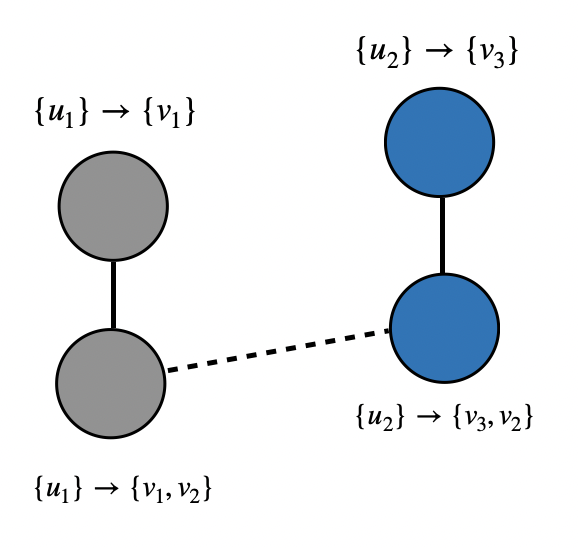 {u₂} → {v₃}
{u₁} → {v₁}
{u₂} → {v₃, v₂}
{u₁} → {v₁, v₂}